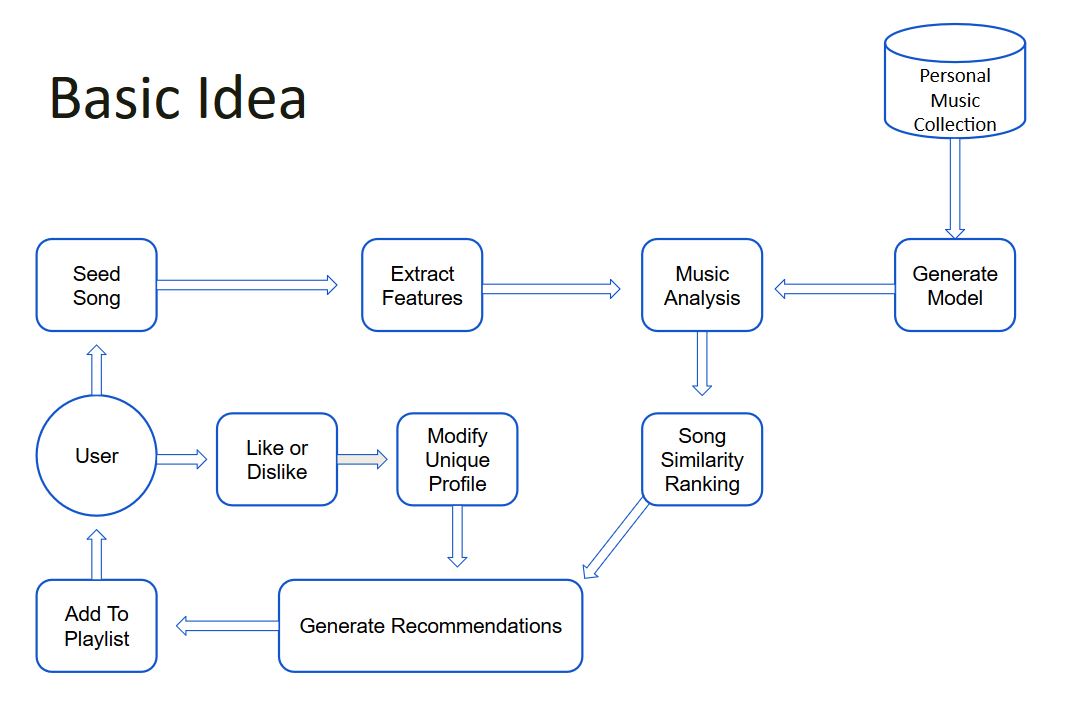 Basic Idea
Personal
Music
Collection
Seed
Song
Extract
Features
Music
Analysis
Generate
Model
User
Like or
Dislike
Modify
Unique
Profile
Song
Similarity
Ranking
Add To
Playlist
Generate Recommendations